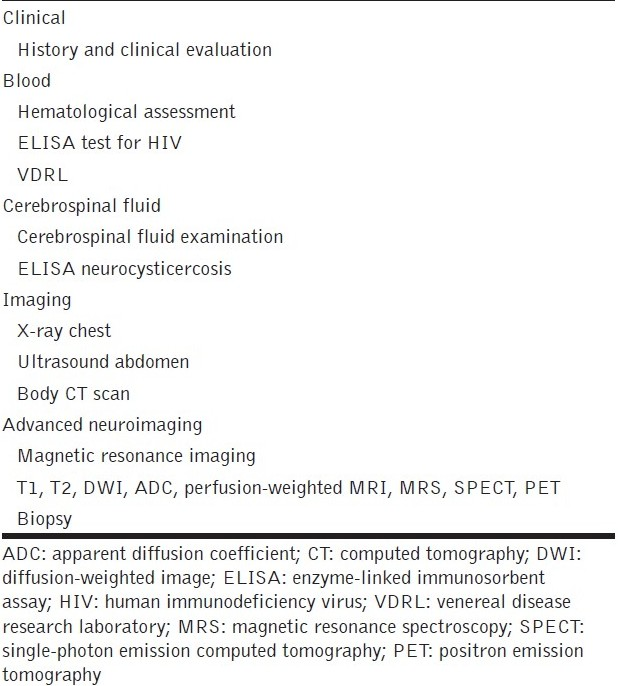 Clinical
History and clinical evaluation
Blood
Hematological assessment
ELISA test for HIV
VDRL
Cerebrospinal fluid
Cerebrospinal fluid examination
ELISA neurocysticercosis
Imaging
X-ray chest
Ultrasound abdomen
Body CT scan
Advanced neuroimaging
Magnetic resonance imaging
T1, T2, DWI, ADC, perfusion-weighted MRI, MRS, SPECT, PET
Biopsy
ADC: apparent diffusion coefficient; CT: computed tomography; DWI:
diffusion-weighted image; ELISA: enzyme-linked immunosorbent
assay; HIV: human immunodeficiency virus; VDRL: venereal disease
research laboratory; MRS: magnetic resonance spectroscopy; SPECT:
single-photon emission computed tomography; PET: positron emission
tomography